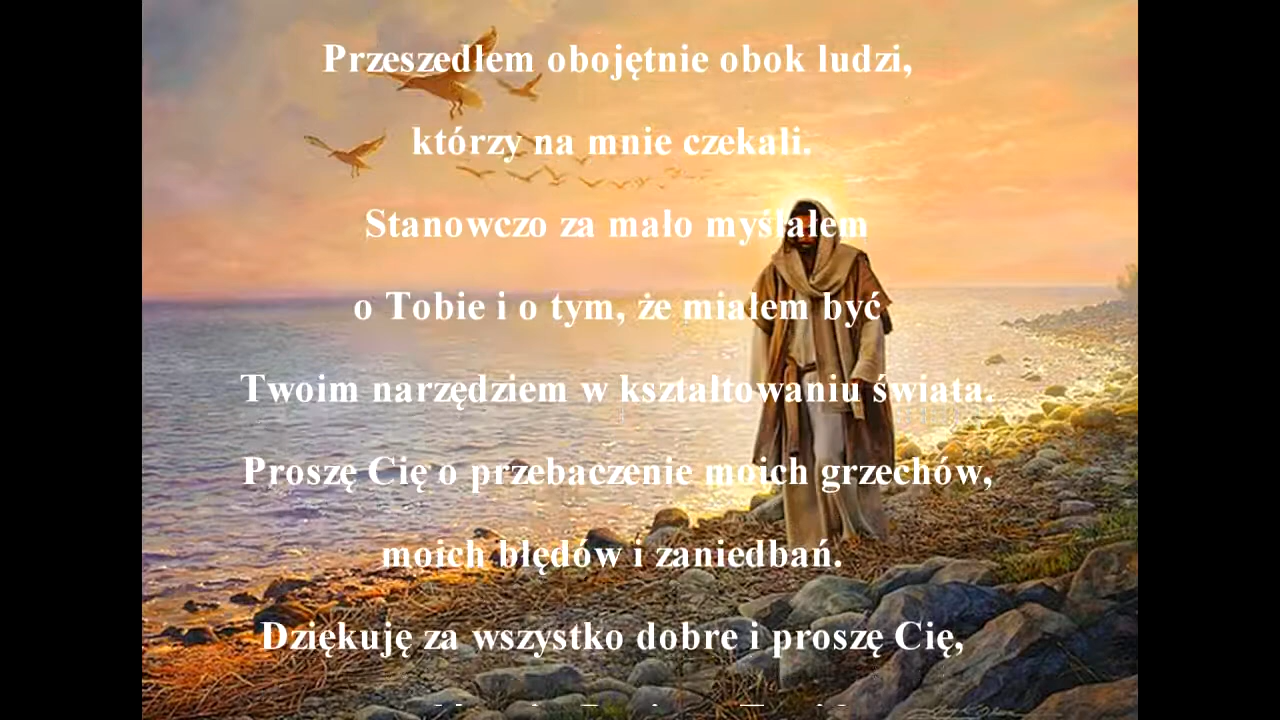 Przeszedłem obojętnie obok ludzi,
którzy na mnie czekali.
Stanowczo za mało myślałem
o Tobie i o tym, że miałem być
Twoim narzędziem w kształtowaniu świata.
Proszę Cię o przebaczenie moich grzechów,
moich błędów i zaniedbań.
Dziękuję za wszystko dobre i proszę Cię,